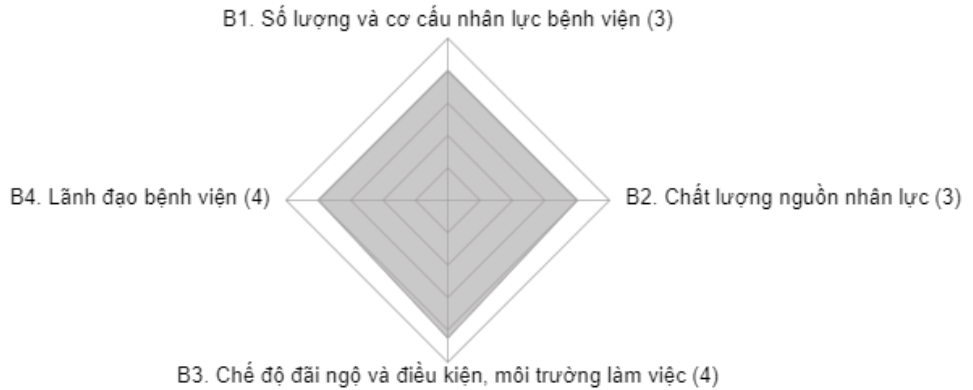 B1. Số lượng và cơ cấu nhân lực bệnh viện (3)
B4. Lãnh đạo bệnh viện (4)
B2. Chất lượng nguồn nhân lực (3)
B3. Chế độ đãi ngộ và điều kiện, môi trường làm việc (4)